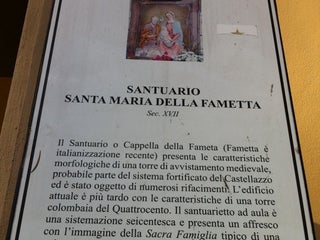 SANTUARIO
SANTA MARIA DELLA FAMETTA
Sec. XVII
Il Santuario o Cappella della Fameta (Fametta è
italianizzazione recente) presenta le caratteristiche
morfologiche di una torre di avvistamento medievale,
probabile parte del sistema fortificato del Castellazzo
ed è stato oggetto di numerosi rifacimenti. L'edificio
attuale è più tardo con le caratteristiche di una torre
colombaia del Quattrocento. Il santuarietto ad aula è
una sistemazione seicentesca e presenta un affresco
con l'immagine della Sacra Famiglia tipico di una